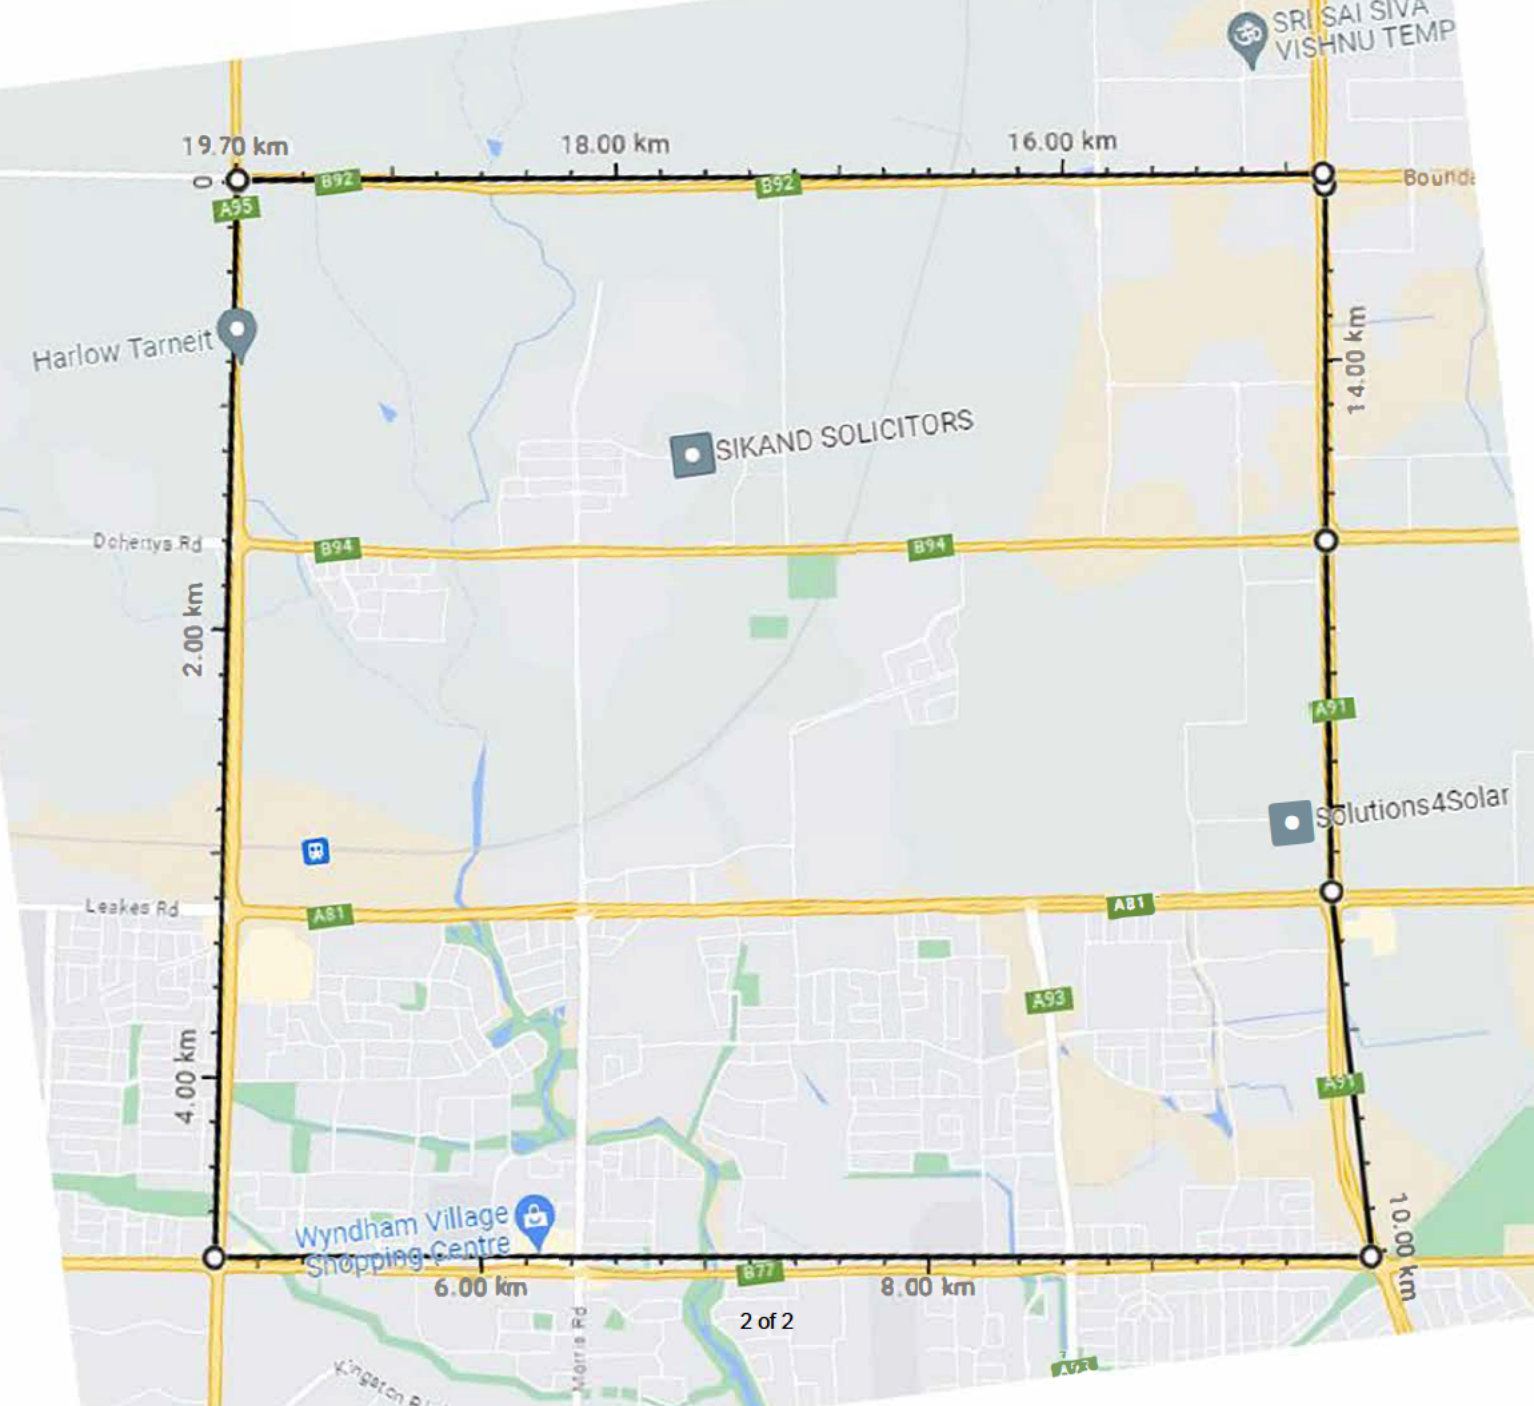 SRI SAI SIVA
VISHNU TEMP
19.70 km
18.00 km
16.00 km
0
B92
B92
Bounda
A95
Harlow Tarneit
14.00 km
SIKAND SOLICITORS
Dohertys Rd
B94
B94
2.00 km
A91
Solutions4Solar
Leakes Rd
A81
A81
A93
4.00 km
A91
Wyndham Village
Shopping Centre
10.00 km
6.00 km
B77
8.00 km
2 of 2
Morris Rd